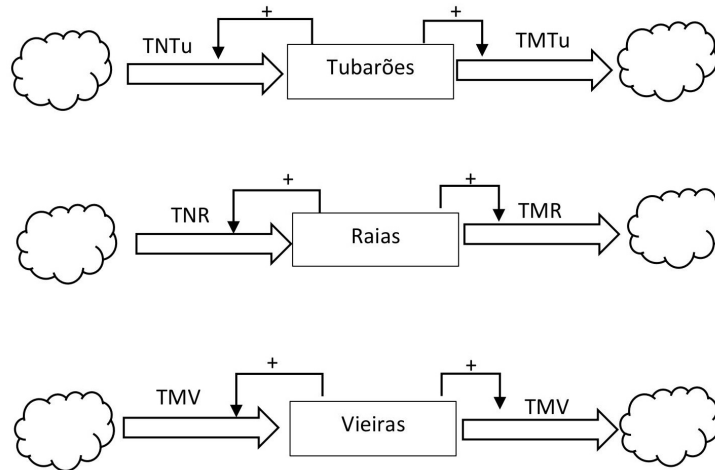 +
+
TNTu
Tubarões
TMTu
+
+
TNR
Raias
TMR
+
+
TMV
Vieiras
TMV